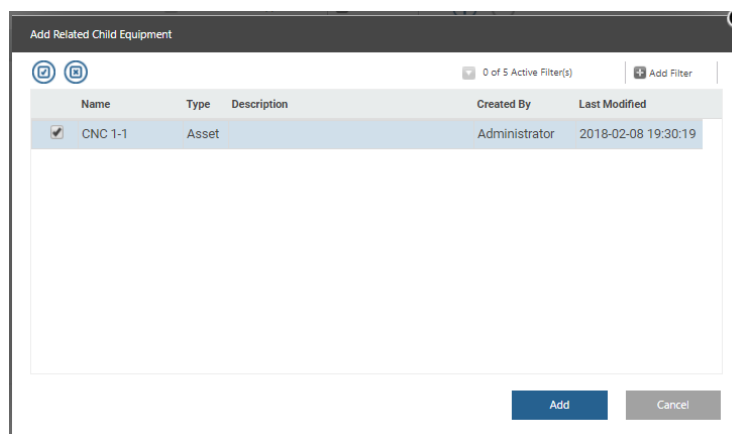 Add Related Child Equipment
0 of 5 Active Filter(s) Add Filter
Name Type Description Created By Last Modified
CNC 1-1 Asset Administrator 2018-02-08 19:30:19
Add Cancel